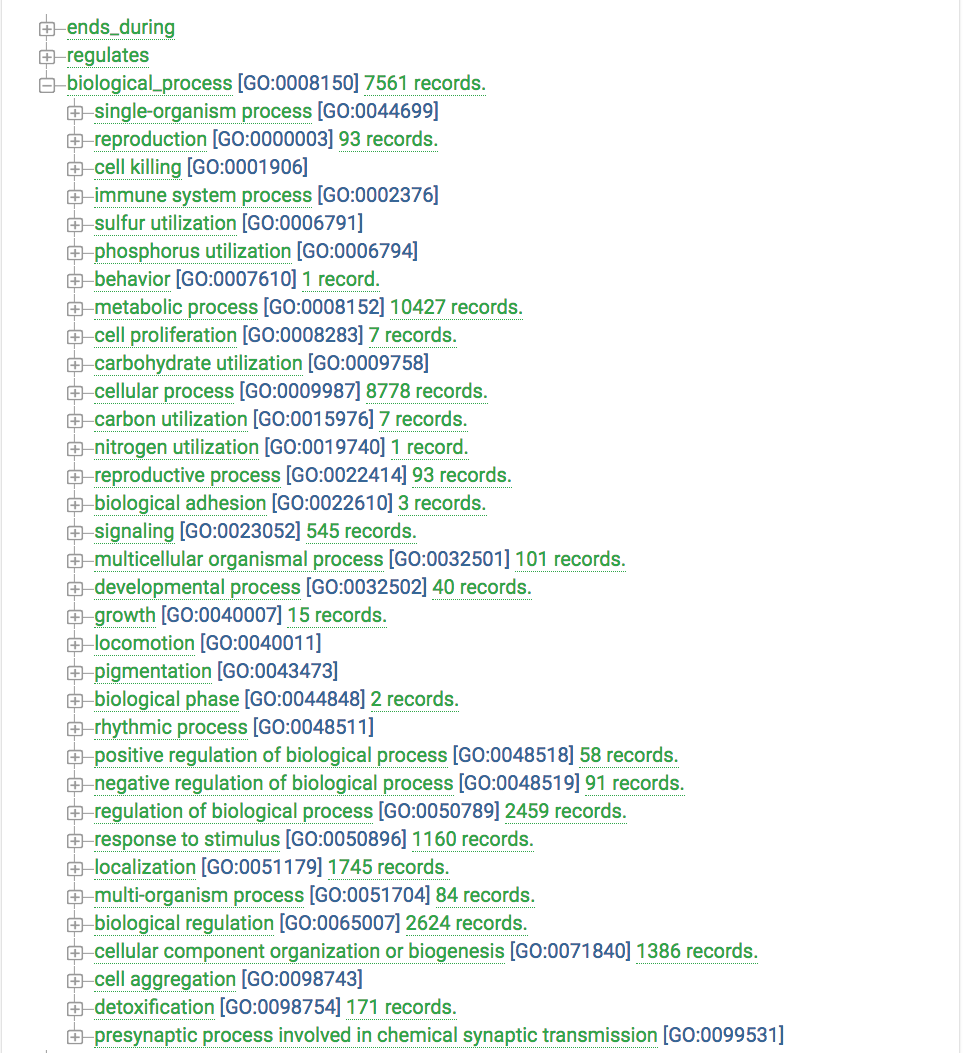 ends_during
regulates
biological_process [GO:0008150] 7561 records.
single-organism process [GO:0044699]
reproduction [GO:0000003] 93 records.
cell killing [GO:0001906]
immune system process [GO:0002376]
sulfur utilization [GO:0006791]
phosphorus utilization [GO:0006794]
behavior [GO:0007610] 1 record.
metabolic process [GO:0008152] 10427 records.
cell proliferation [GO:0008283] 7 records.
carbohydrate utilization [GO:0009758]
cellular process [GO:0009987] 8778 records.
carbon utilization [GO:0015976] 7 records.
nitrogen utilization [GO:0019740] 1 record.
reproductive process [GO:0022414] 93 records.
biological adhesion [GO:0022610] 3 records.
signaling [GO:0023052] 545 records.
multicellular organismal process [GO:0032501] 101 records.
developmental process [GO:0032502] 40 records.
growth [GO:0040007] 15 records.
locomotion [GO:0040011]
pigmentation [GO:0043473]
biological phase [GO:0044848] 2 records.
rhythmic process [GO:0048511]
positive regulation of biological process [GO:0048518] 58 records.
negative regulation of biological process [GO:0048519] 91 records.
regulation of biological process [GO:0050789] 2459 records.
response to stimulus [GO:0050896] 1160 records.
localization [GO:0051179] 1745 records.
multi-organism process [GO:0051704] 84 records.
biological regulation [GO:0065007] 2624 records.
cellular component organization or biogenesis [GO:0071840] 1386 records.
cell aggregation [GO:0098743]
detoxification [GO:0098754] 171 records.
presynaptic process involved in chemical synaptic transmission [GO:0099531]